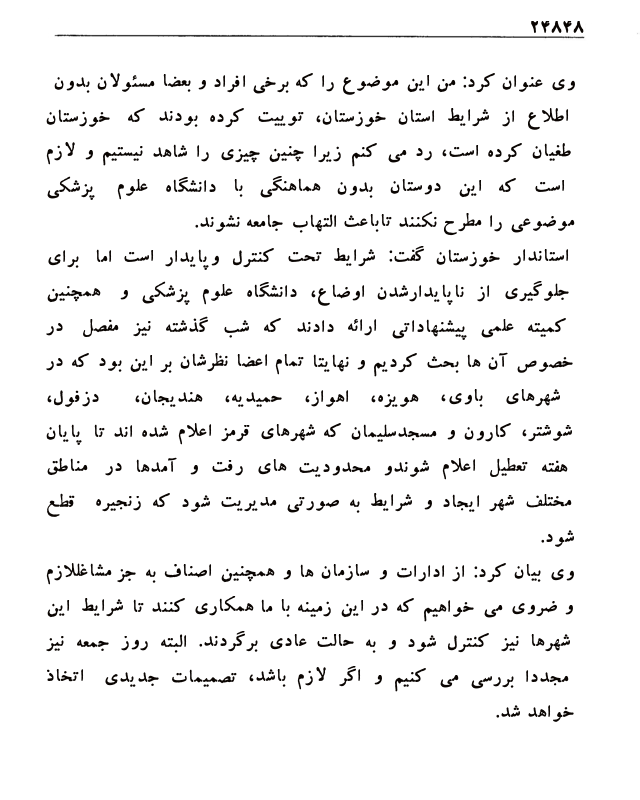 ۲۴۸۴۸
وی عنوان کرد: من این موضوع را که برخی افراد و بعضا مسئولان بدون
اطلاع از شرایط استان خوزستان، توییت کرده بودند که خوزستان
طغیان کرده است، رد می کنم زیرا چنین چیزی را شاهد نیستیم و لازم
است که این دوستان بدون هماهنگی با دانشگاه علوم پزشکی
موضوعی را مطرح نکنند تاباعث التهاب جامعه نشوند.
استاندار خوزستان گفت: شرایط تحت کنترل وپایدار است اما برای
جلوگیری از ناپایدارشدن اوضاع، دانشگاه علوم پزشکی و همچنین
کمیته علمی پیشنهاداتی ارائه دادند که شب گذشته نیز مفصل در
خصوص آن ها بحث کردیم و نهایتا تمام اعضا نظرشان بر این بود که در
شهرهای باوی، هویزه، اهواز، حمیدیه، هندیجان، دزفول،
شوشتر، کارون و مسجدسلیمان که شهرهای قرمز اعلام شده اند تا پایان
هفته تعطیل اعلام شوندو محدودیت های رفت و آمدها در مناطق
مختلف شهر ایجاد و شرایط به صورتی مدیریت شود که زنجیره قطع
شود.
وی بیان کرد: از ادارات و سازمان ها و همچنین اصناف به جز مشاغللازم
و ضروی می خواهیم که در این زمینه با ما همکاری کنند تا شرایط این
شهرها نیز کنترل شود و به حالت عادی برگردند. البته روز جمعه نیز
مجددا بررسی می کنیم و اگر لازم باشد، تصمیمات جدیدی اتخاذ
خواهد شد.